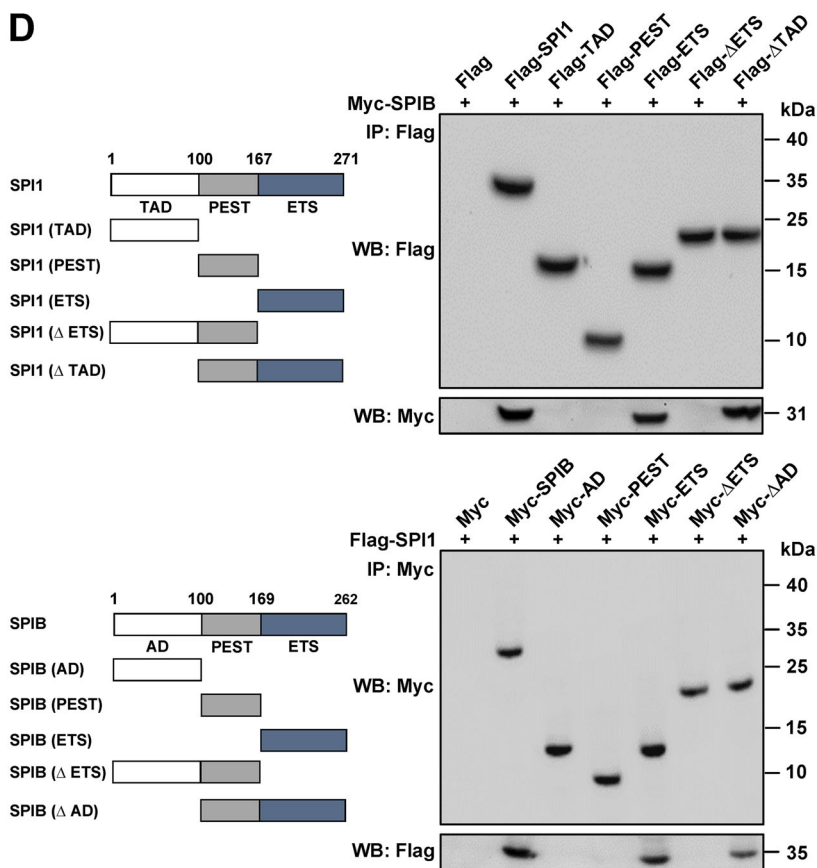 D
Flag Flag-SPI1 Flag-TAD Flag-PEST Flag-ETS Flag-ΔETS Flag-ΔTAD
Myc-SPIB + + + + + + + kDa
IP: Flag
40
1 100 167 271
SPI1
35
TAD PEST ETS
SPI1 (TAD)
25
WB: Flag
SPI1 (PEST)
15
SPI1 (ETS)
SPI1 (Δ ETS)
10
SPI1 (Δ TAD)
WB: Myc 31
Myc Myc-SPIB Myc-AD Myc-PEST Myc-ETS Myc-ΔETS Myc-ΔAD
Flag-SPI1 + + + + + + + kDa
IP: Myc
40
1 100 169 262
SPIB
35
AD PEST ETS
SPIB (AD)
25
WB: Myc
SPIB (PEST)
15
SPIB (ETS)
SPIB (Δ ETS)
10
SPIB (Δ AD)
WB: Flag 35